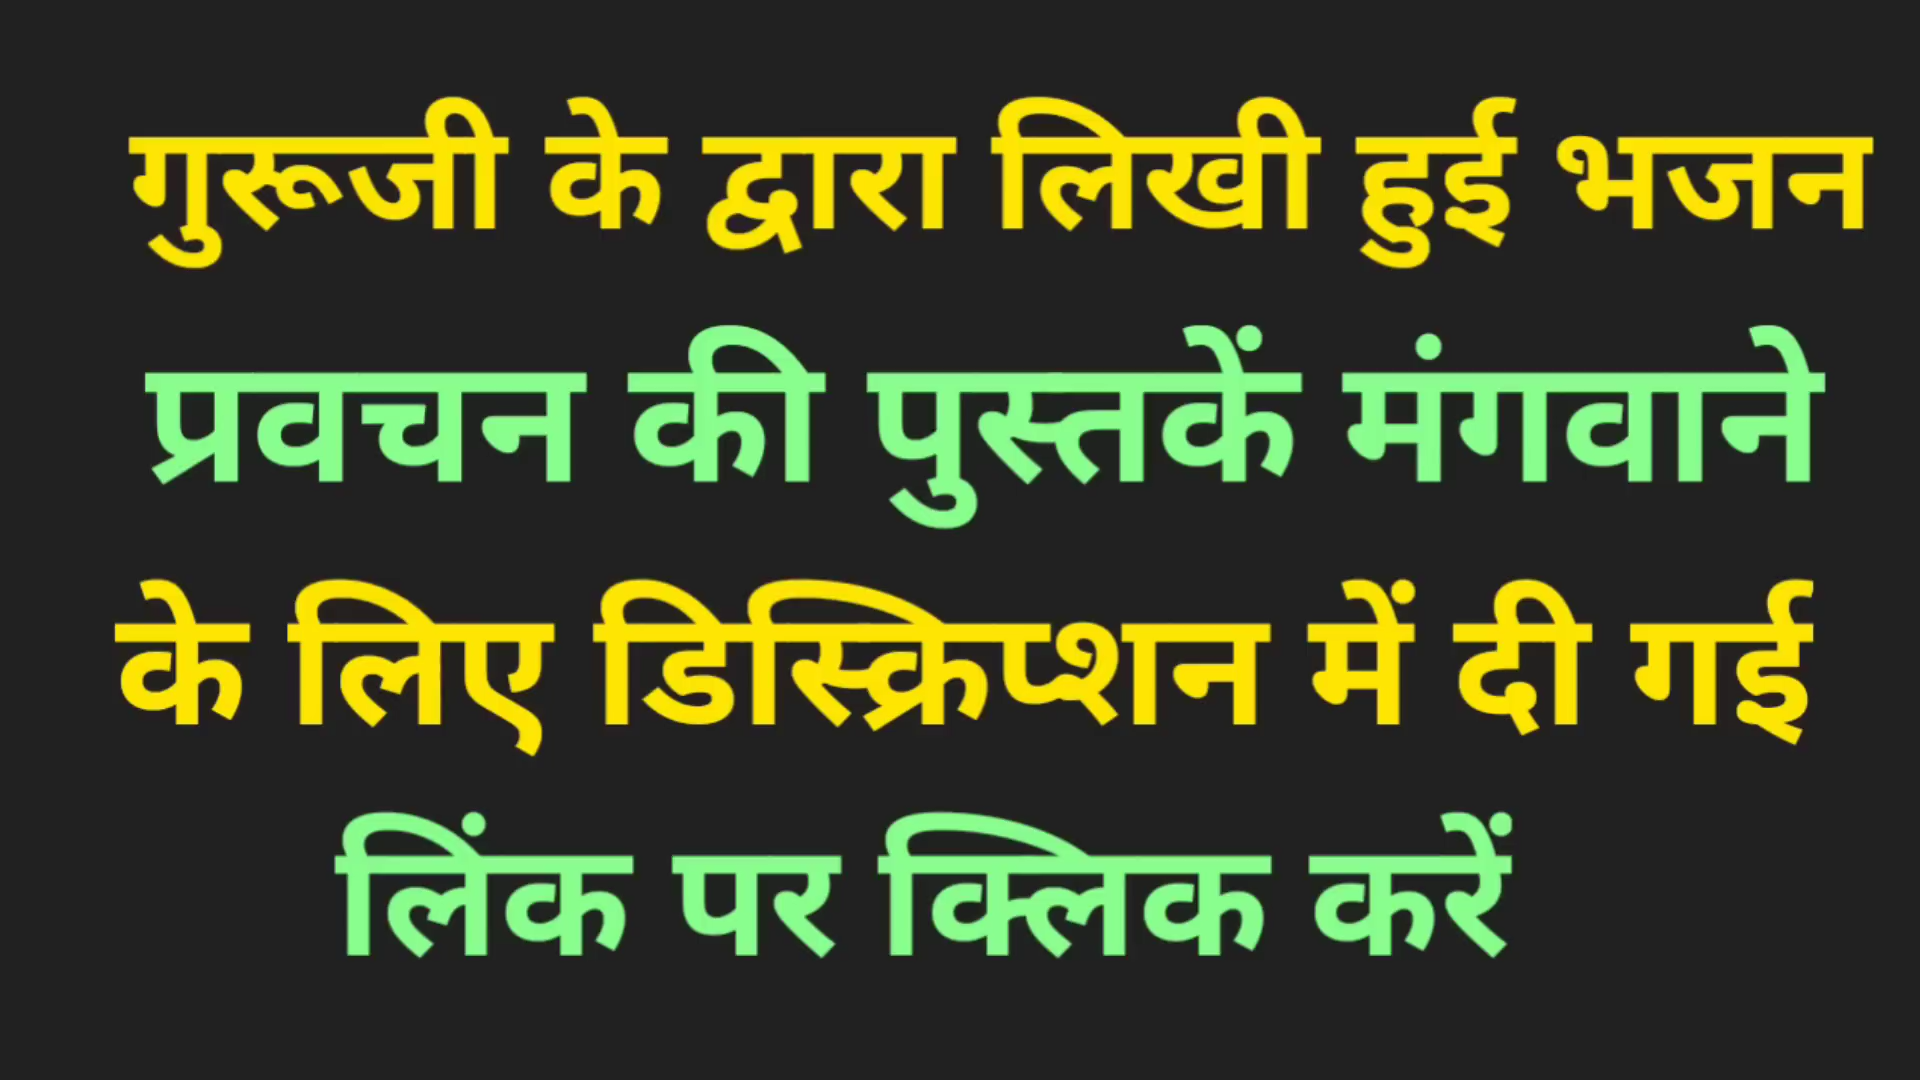 गुरूजी के द्वारा लिखी हुई भजन
प्रवचन की पुस्तकें मंगवाने
के लिए डिस्क्रिप्शन में दी गई
लिंक पर क्लिक करें